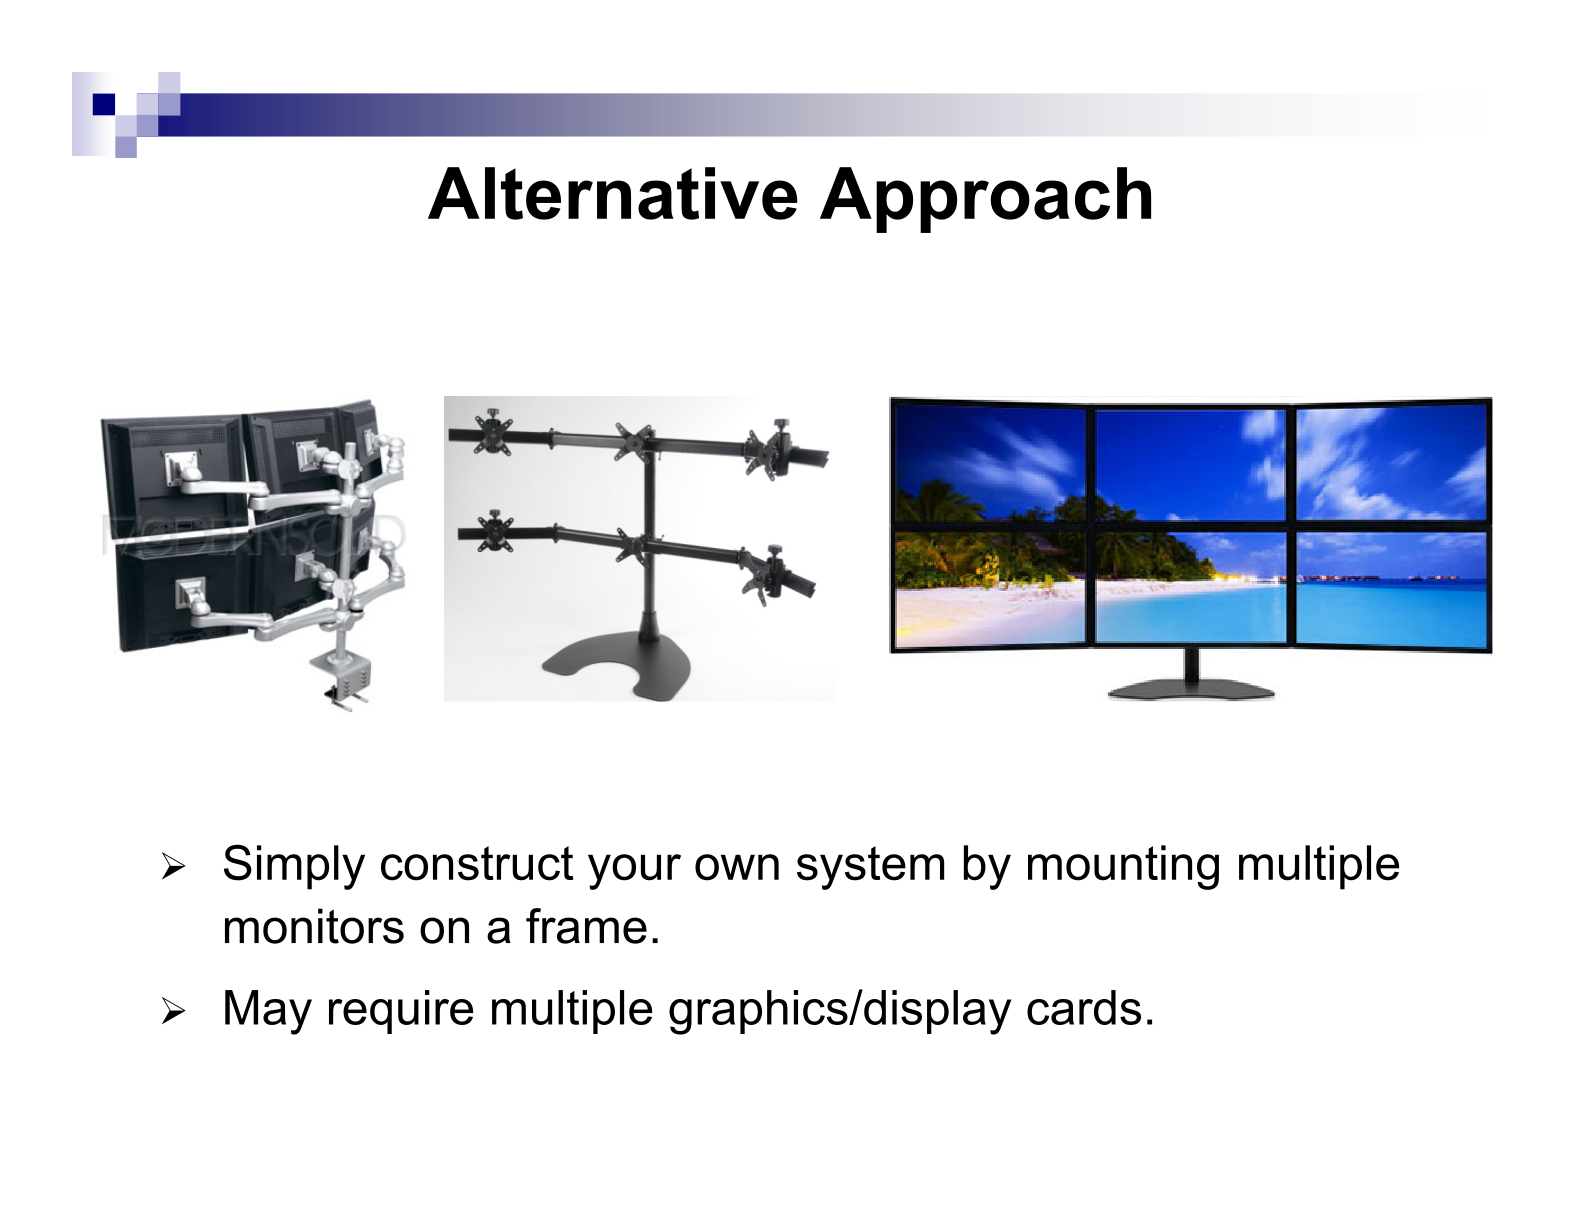 Alternative Approach
MODERNSOLID
Simply construct your own system by mounting multiple
monitors on a frame.
May require multiple graphics/display cards.